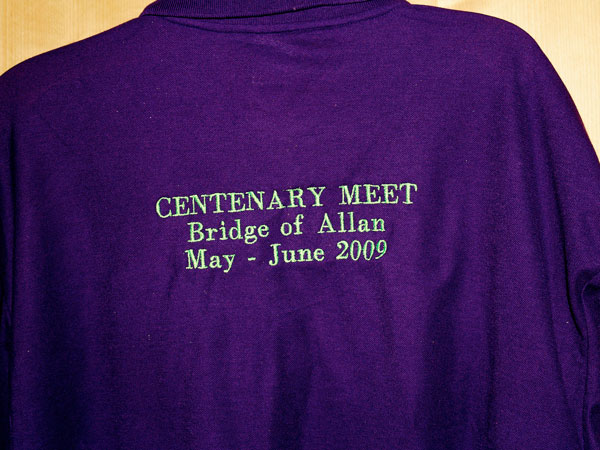 CENTENARY MEET
Bridge of Allan
May - June 2009